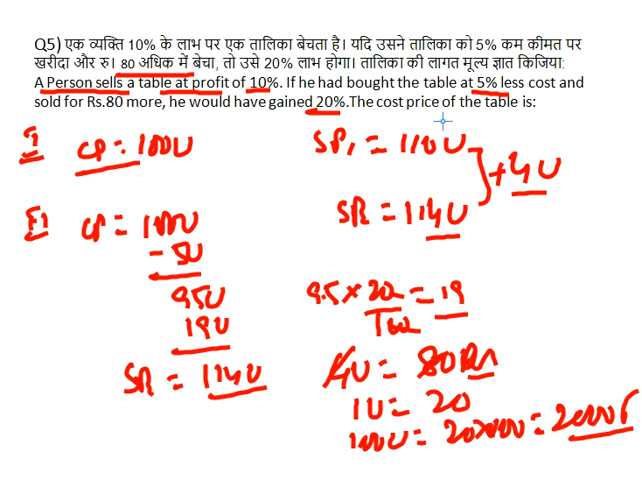 Q5) एक व्यक्ति 10% के लाभ पर एक तालिका बेचता है। यदि उसने तालिका को 5% कम कीमत पर
खरीदा और रु। 80 अधिक में बेचा, तो उसे 20% लाभ होगा। तालिका की लागत मूल्य ज्ञात किजिया:
A Person sells a table at profit of 10%. If he had bought the table at 5% less cost and
sold for Rs.80 more, he would have gained 20%.The cost price of the table is:
I CP = 100U
SP1 = 110U
+4U
SP2 = 114U
II CP = 100U
- 5U
95U
19U
SP2 = 114U
95 × 20/100 = 19
4U = 80Rs
1U = 20
100U = 20×100 = 2000₹